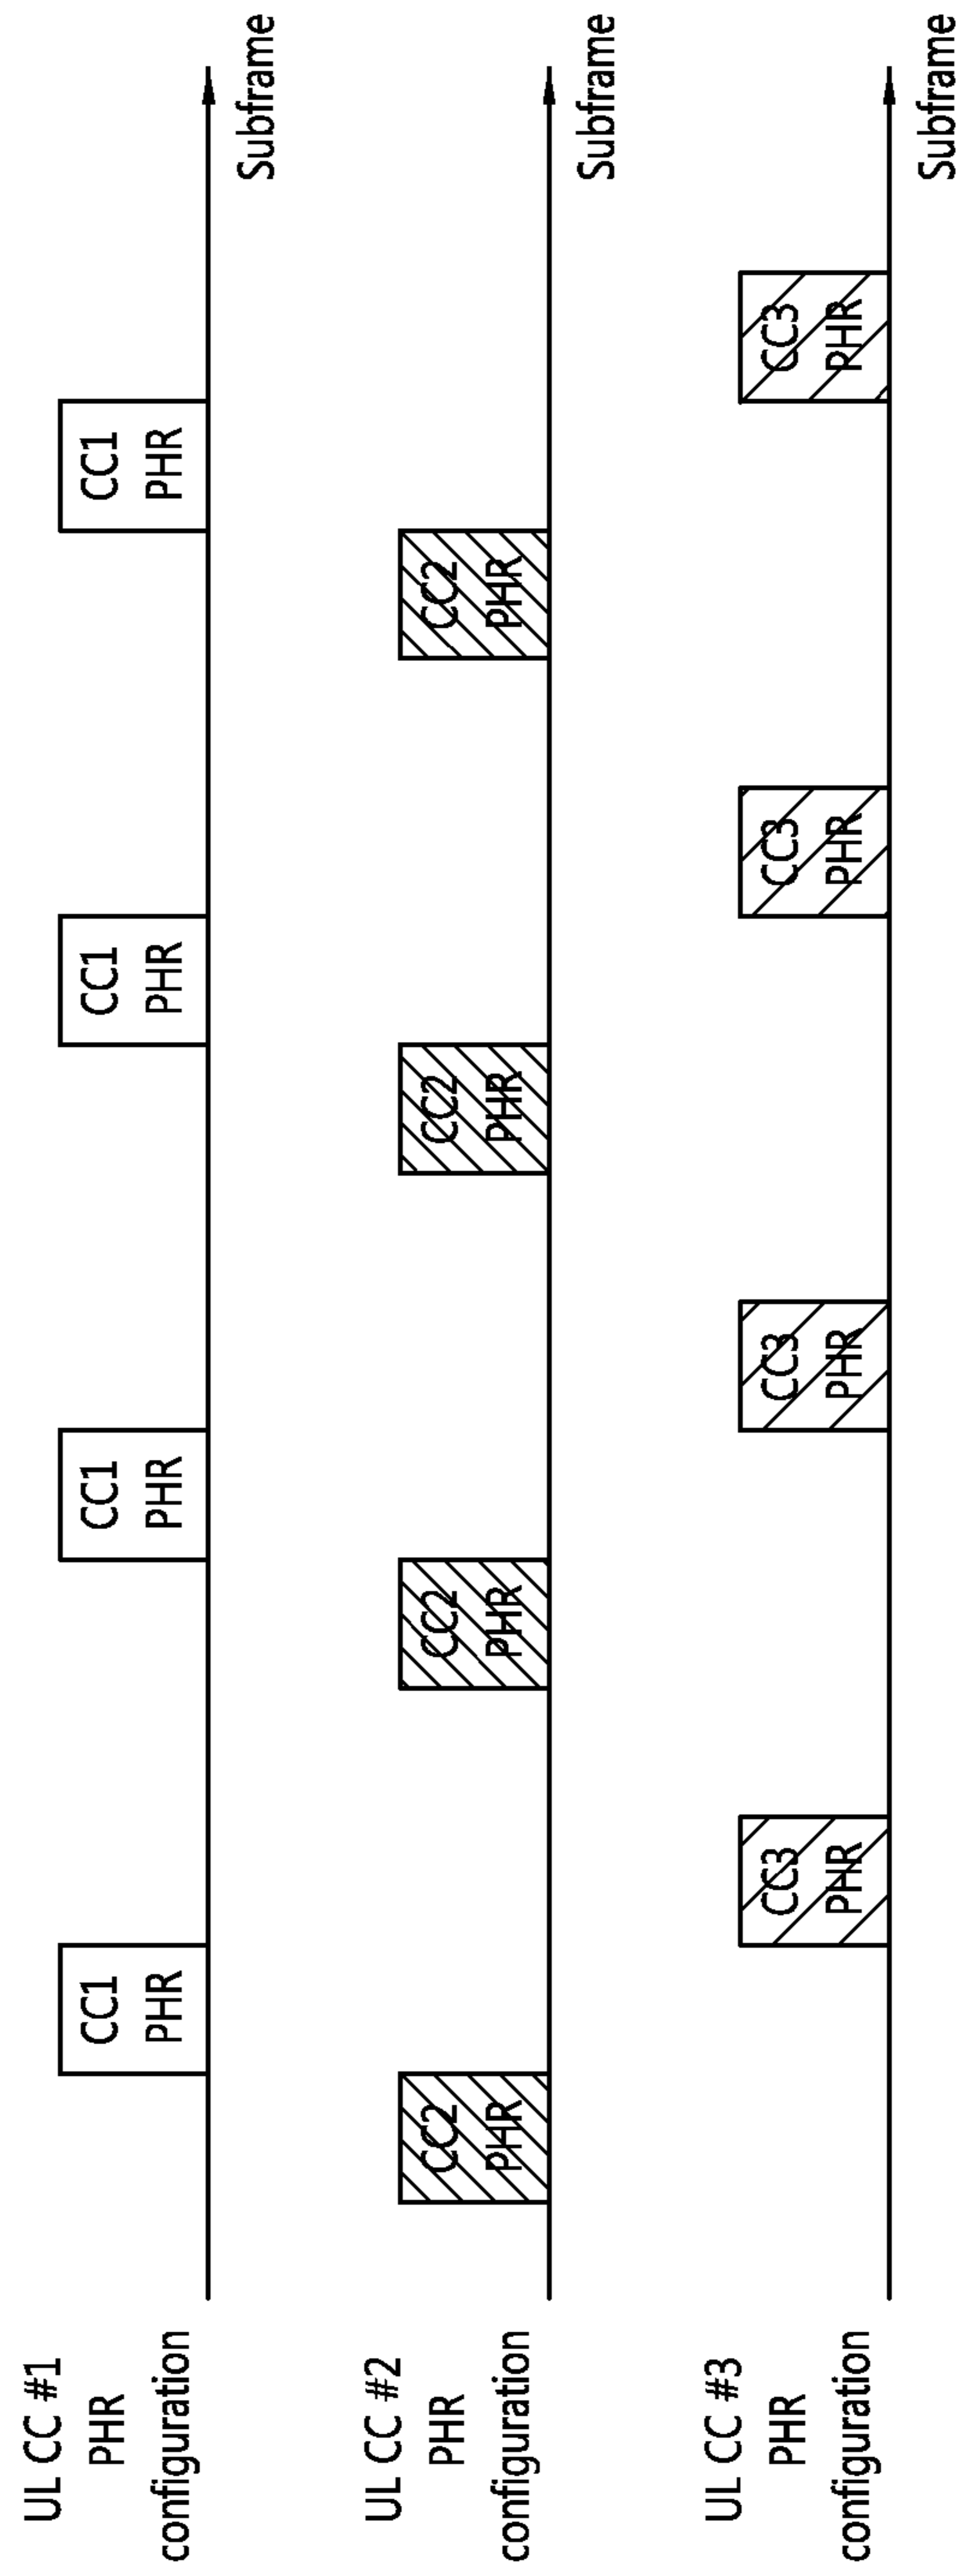 UL CC #1
PHR
configuration
CC1
PHR
CC1
PHR
CC1
PHR
CC1
PHR
Subframe
UL CC #2
PHR
configuration
CC2
PHR
CC2
PHR
CC2
PHR
CC2
PHR
Subframe
UL CC #3
PHR
configuration
CC3
PHR
CC3
PHR
CC3
PHR
CC3
PHR
Subframe